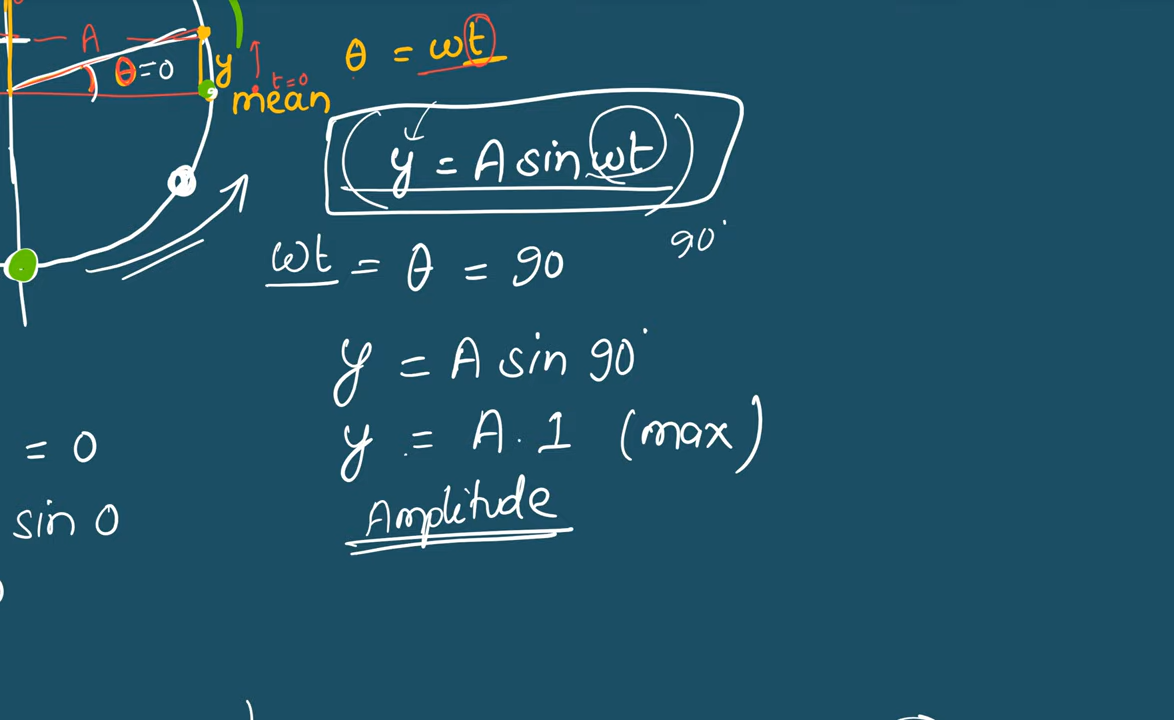 A
θ = ωt
θ=0
y
t=0
mean
y = A sin ωt
90°
ωt = θ = 90
y = A sin 90°
= 0
y = A . 1 (max)
sin 0
Amplitude